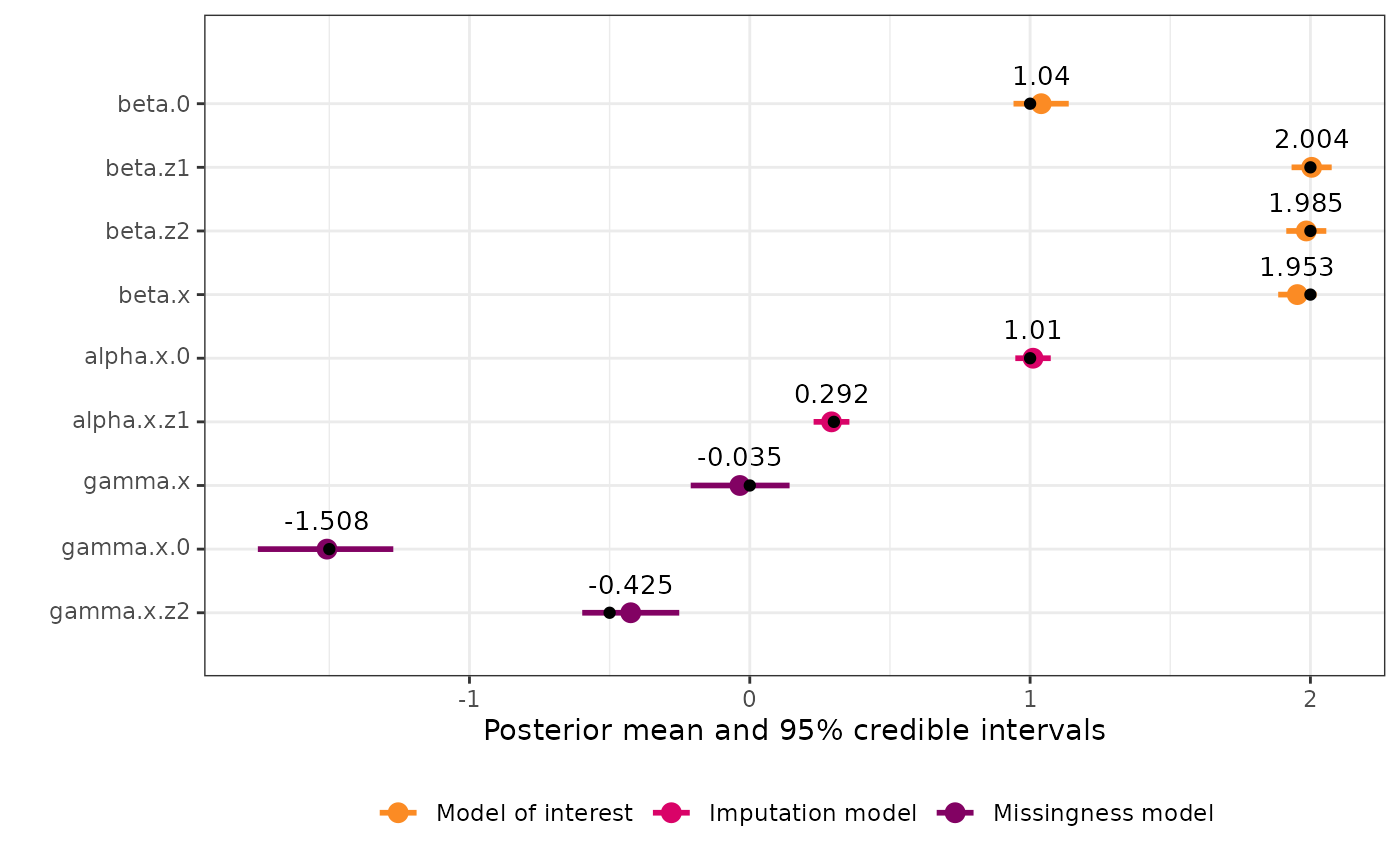 1.04
beta.0
2.004
beta.z1
1.985
beta.z2
1.953
beta.x
1.01
alpha.x.0
0.292
alpha.x.z1
-0.035
gamma.x
-1.508
gamma.x.0
-0.425
gamma.x.z2
-1 0 1 2
Posterior mean and 95% credible intervals
Model of interest Imputation model Missingness model